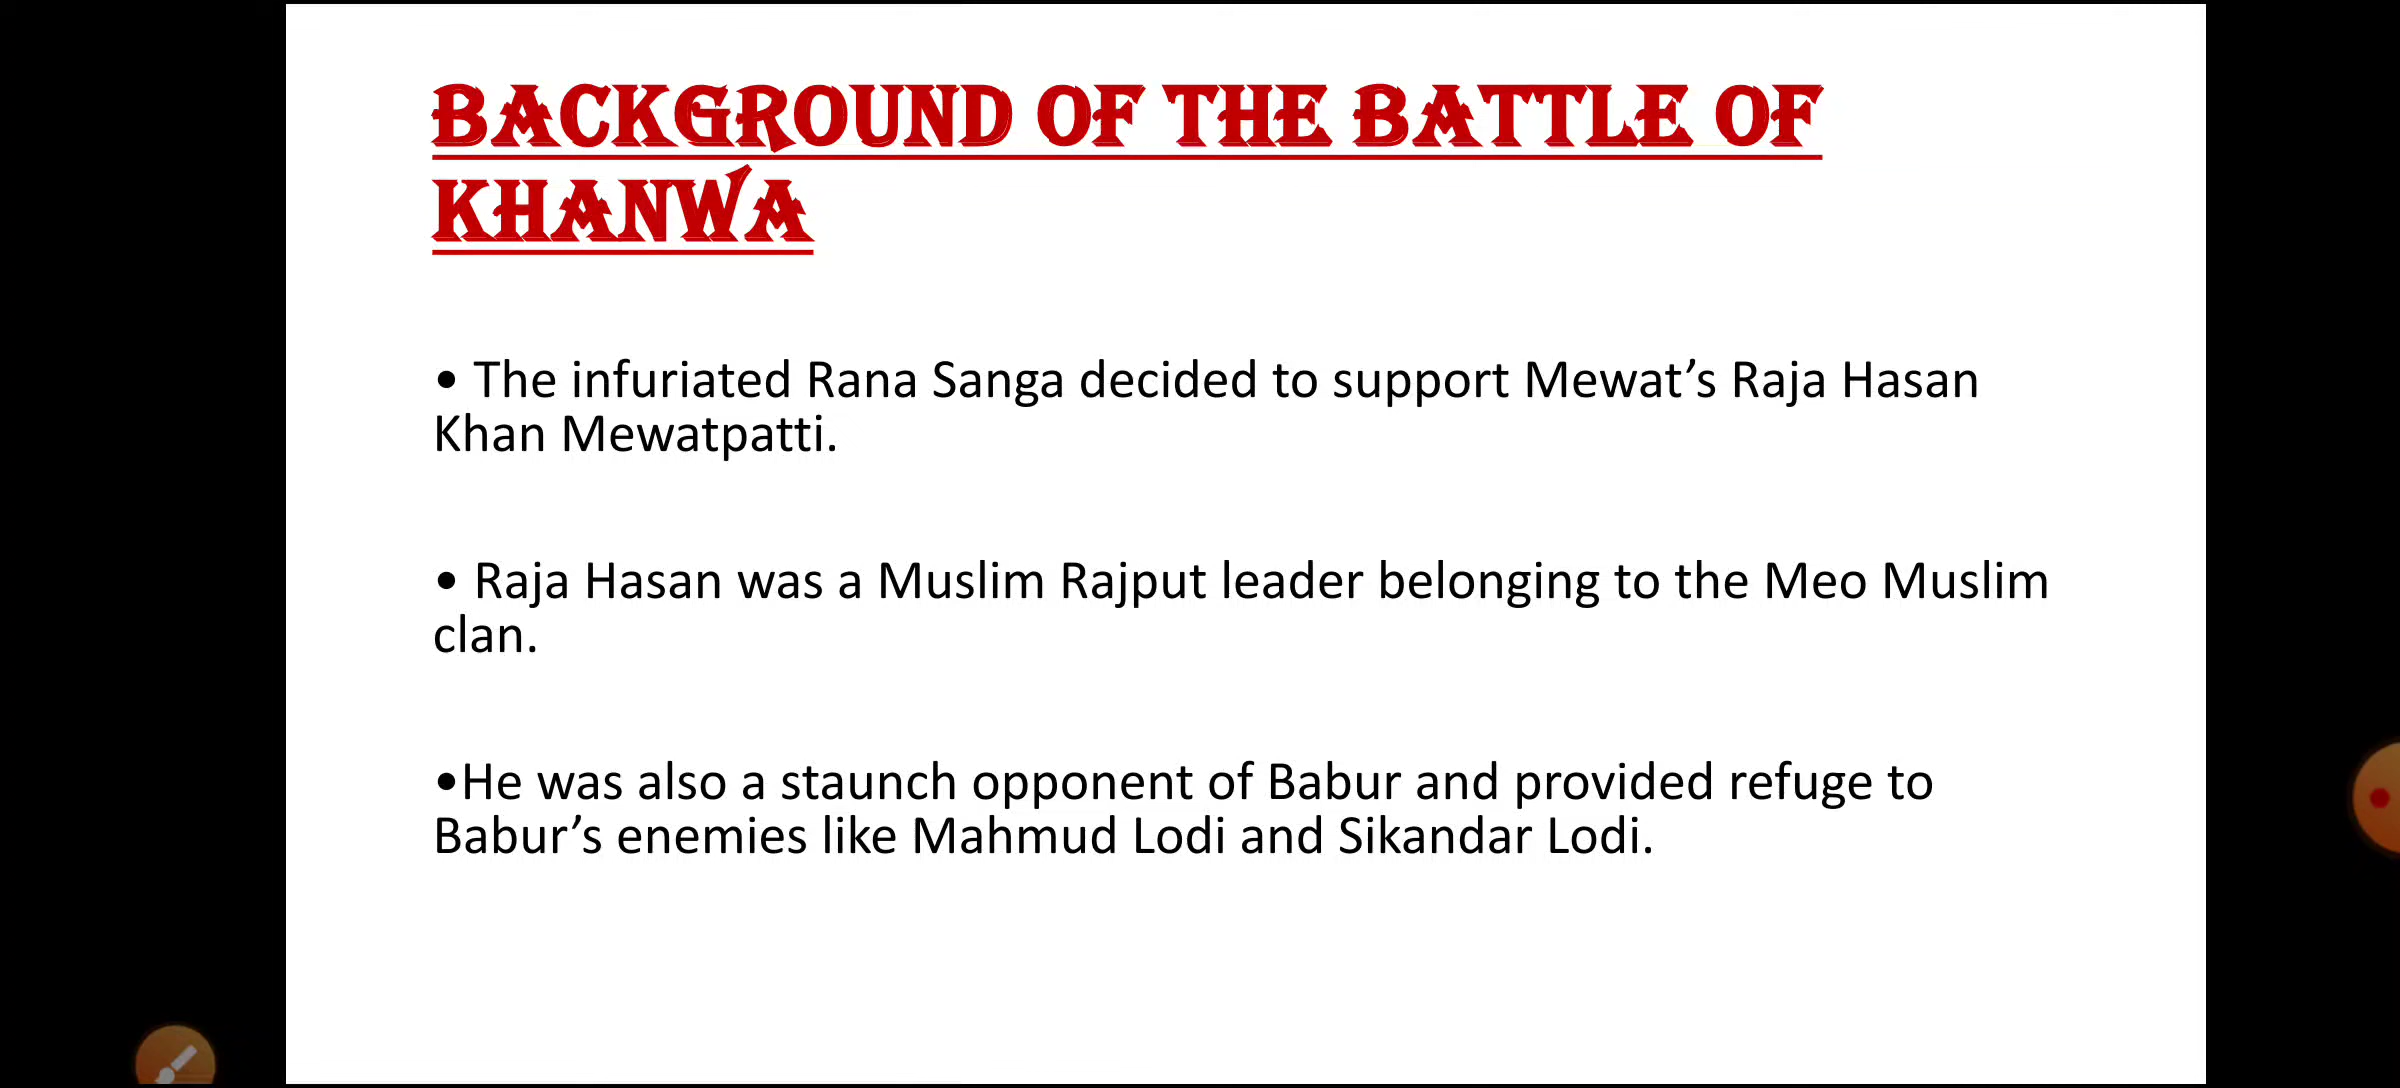 BACKGROUND OF THE BATTLE OF
KHANWA
• The infuriated Rana Sanga decided to support Mewat’s Raja Hasan
Khan Mewatpatti.
• Raja Hasan was a Muslim Rajput leader belonging to the Meo Muslim
clan.
•He was also a staunch opponent of Babur and provided refuge to
Babur’s enemies like Mahmud Lodi and Sikandar Lodi.